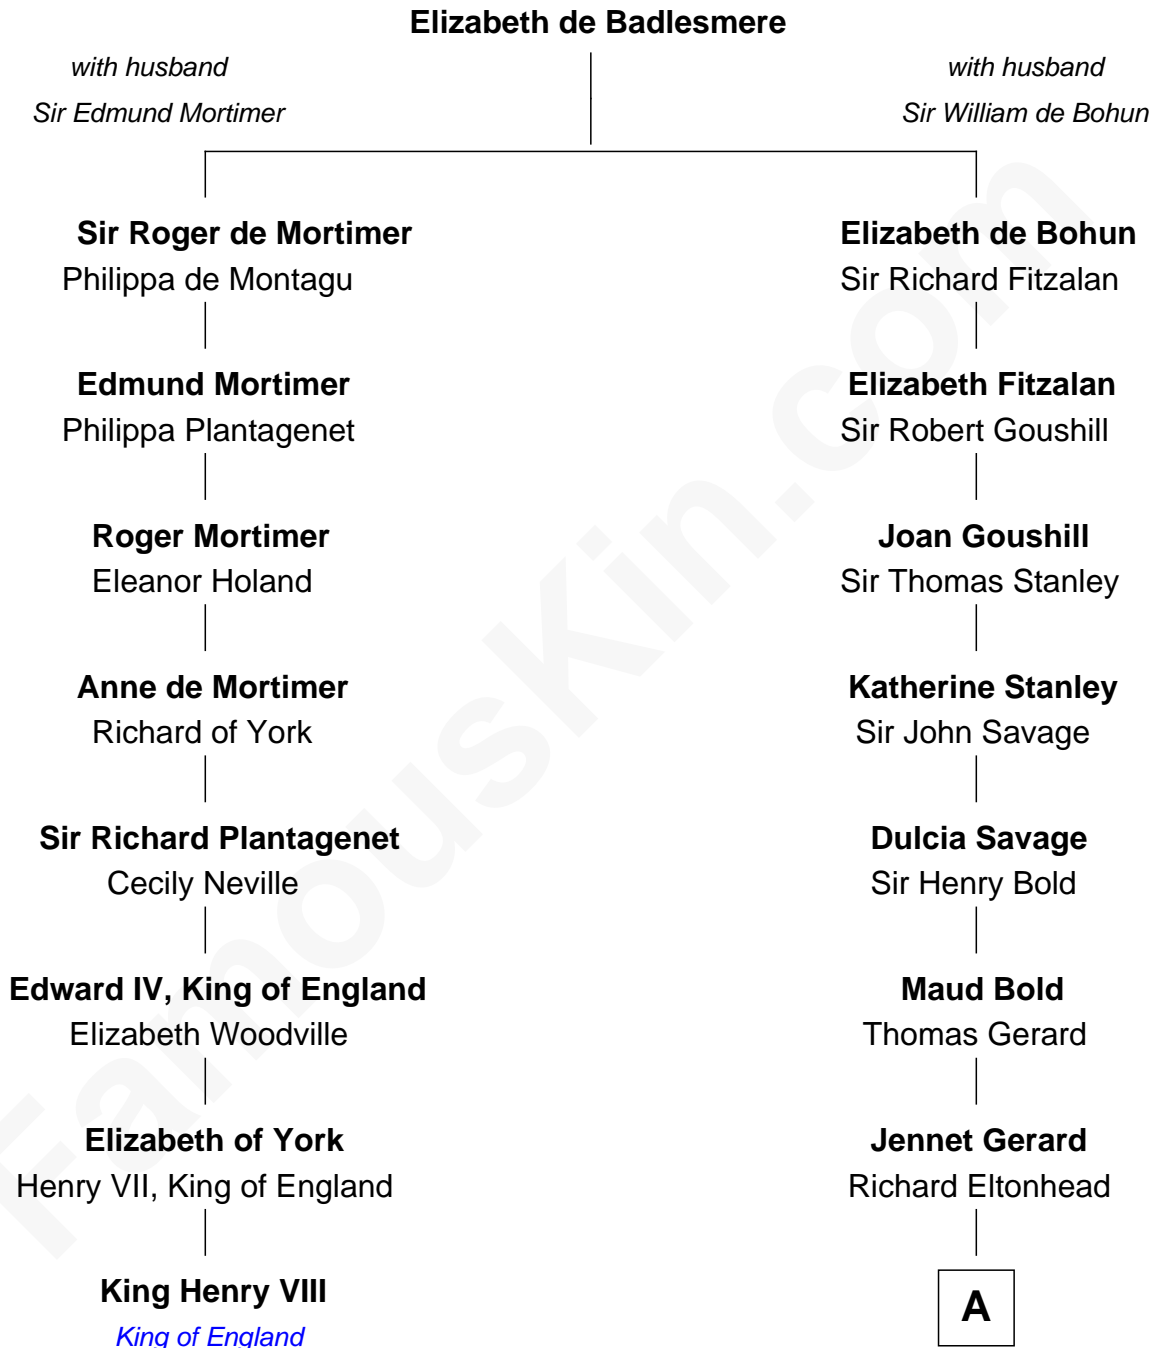 Elizabeth de Badlesmere
with husband
Sir Edmund Mortimer
with husband
Sir William de Bohun
Sir Roger de Mortimer
Philippa de Montagu
Elizabeth de Bohun
Sir Richard Fitzalan
Edmund Mortimer
Philippa Plantagenet
Elizabeth Fitzalan
Sir Robert Goushill
Roger Mortimer
Eleanor Holand
Joan Goushill
Sir Thomas Stanley
Anne de Mortimer
Richard of York
Katherine Stanley
Sir John Savage
Sir Richard Plantagenet
Cecily Neville
Dulcia Savage
Sir Henry Bold
Edward IV, King of England
Elizabeth Woodville
Maud Bold
Thomas Gerard
Elizabeth of York
Henry VII, King of England
Jennet Gerard
Richard Eltonhead
King Henry VIII
King of England
A
FamousKin.com